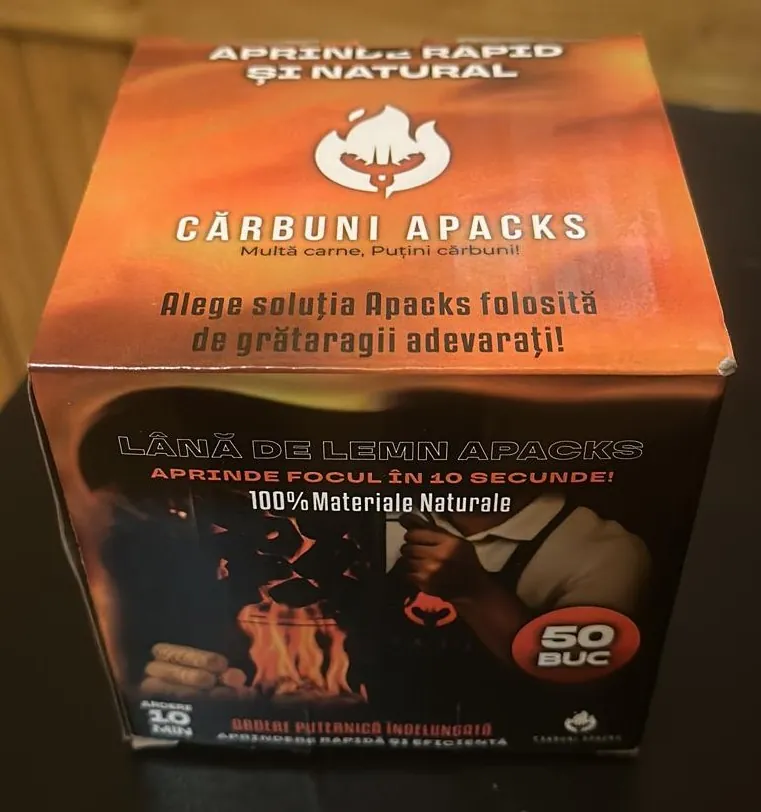 APRINDE RAPID
ȘI NATURAL
CĂRBUNI APACKS
Multă carne, Puțini cărbuni!
Alege soluția Apacks folosită
de grătaragii adevarați!
LÂNĂ DE LEMN APACKS
APRINDE FOCUL ÎN 10 SECUNDE!
100% Materiale Naturale
50
BUC
ARDERE
10
MIN
ARDERE PUTERNICĂ ÎNDELUNGATĂ
APRINDERE RAPIDĂ ȘI EFICIENTĂ
CĂRBUNI APACKS